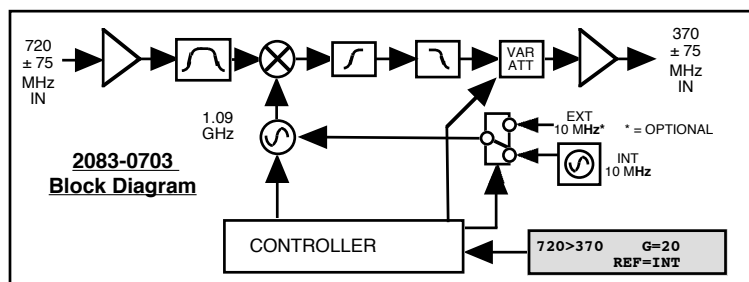 720
± 75
MHz
IN
VAR
ATT
370
± 75
MHz
IN
1.09
GHz
EXT
10 MHz*
* = OPTIONAL
INT
10 MHz
2083-0703
Block Diagram
CONTROLLER
720>370 G=20
REF=INT